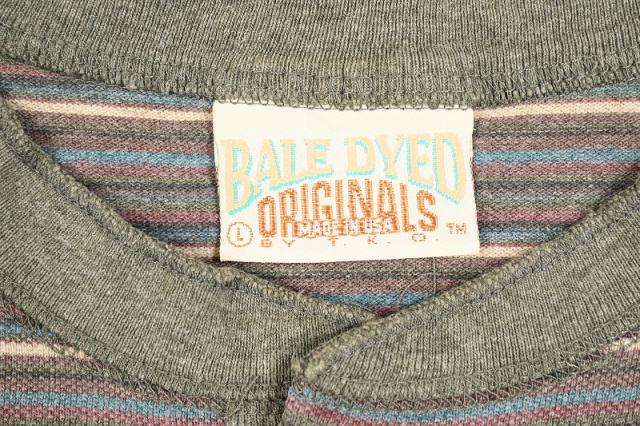 BALE DYED
ORIGINALS
MADE IN USA
L BY T.K.O. TM